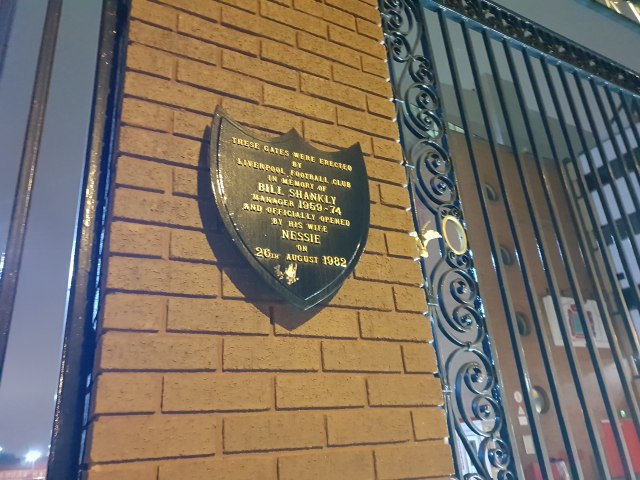 THESE GATES WERE ERECTED
BY
LIVERPOOL FOOTBALL CLUB
IN MEMORY OF
BILL SHANKLY
MANAGER 1959-74
AND OFFICIALLY OPENED
BY HIS WIFE
NESSIE
ON
26TH AUGUST 1982